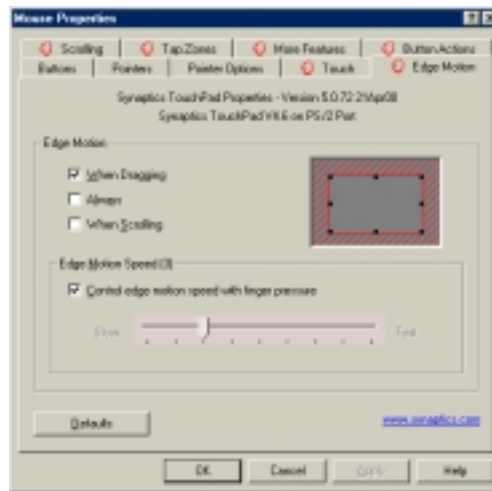 Mouse Properties
Scrolling Tap Zones More Features Button Actions
Buttons Pointers Pointer Options Touch Edge Motion
Synaptics TouchPad Properties - Version 5.0.72 21Apr00
Synaptics TouchPad V4.6 on PS/2 Port
Edge Motion
When Dragging
Always
When Scrolling
Edge Motion Speed (3)
Control edge motion speed with finger pressure
Slow Fast
Defaults www.synaptics.com
OK Cancel Apply Help